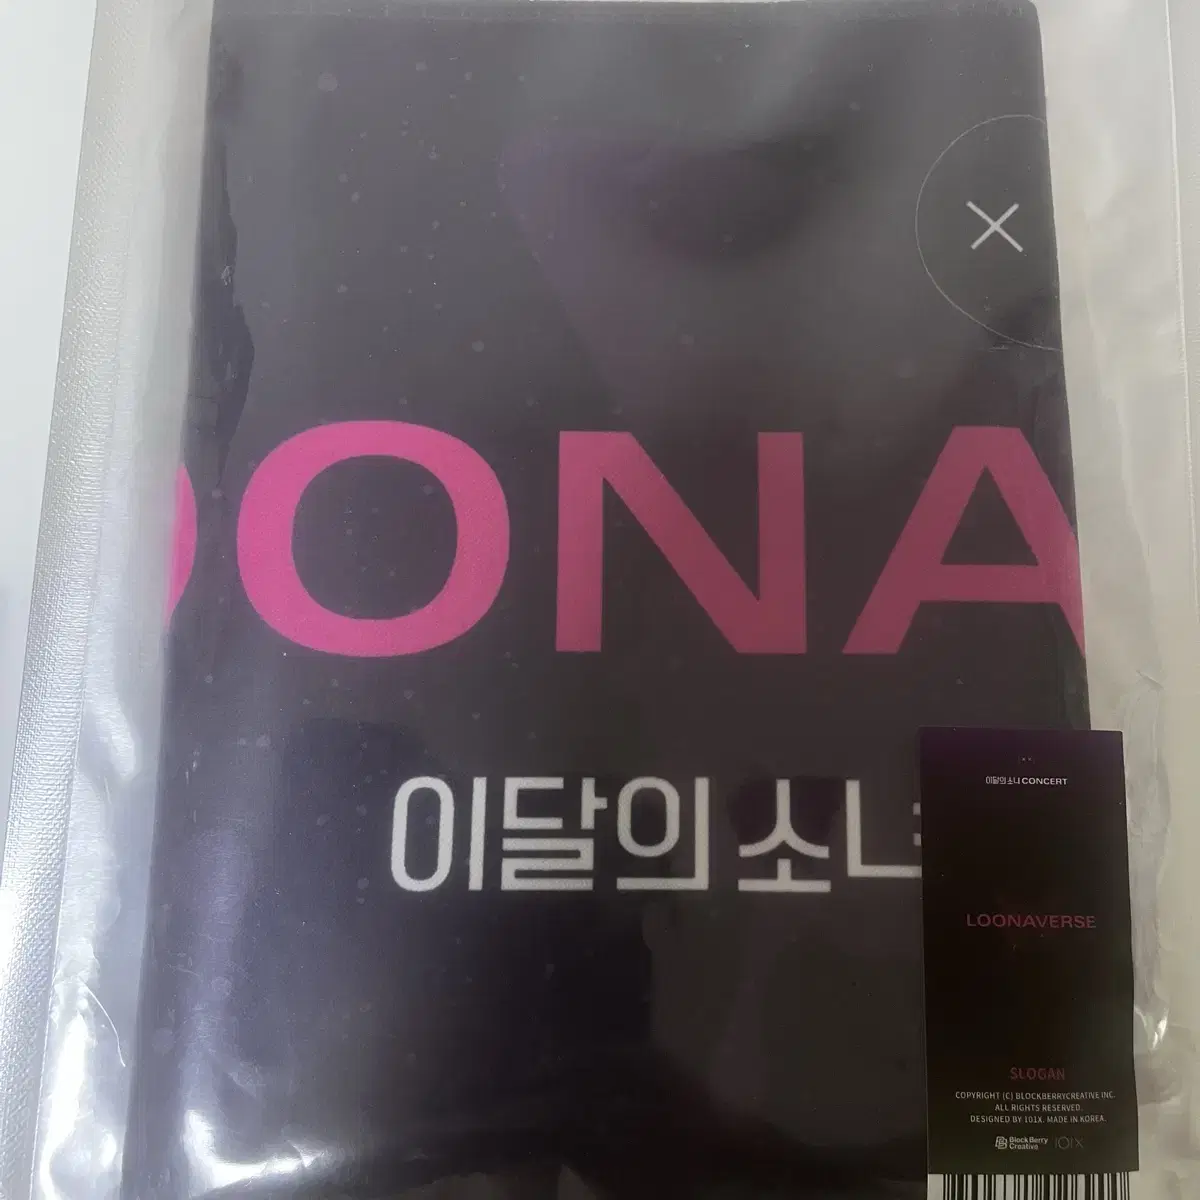 OONA
이달의 소녀
이달의 소녀 CONCERT
LOONAVERSE
SLOGAN
COPYRIGHT (C) BLOCKBERRYCREATIVE INC.
ALL RIGHTS RESERVED.
DESIGNED BY 101X. MADE IN KOREA.
BlockBerry
Creative
101X